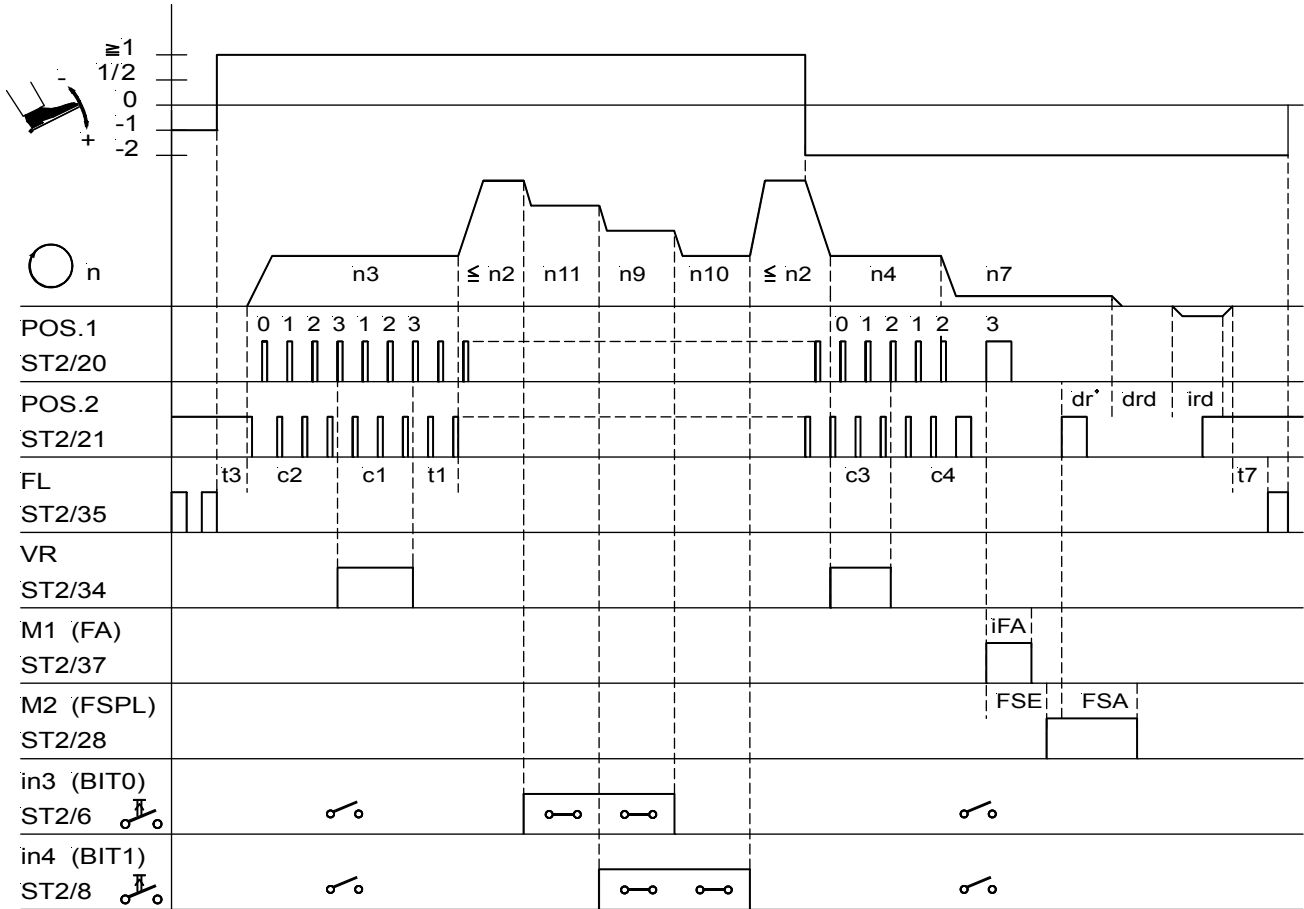 ≧1
1/2
0
-1
-2
-
+
n
n3
≦ n2
n11
n9
n10
≦ n2
n4
n7
POS.1
0 1 2 3 1 2 3
0 1 2 1 2 3
ST2/20
POS.2
dr*
drd
ird
ST2/21
FL
t3
c2
c1
t1
c3
c4
t7
ST2/35
VR
ST2/34
M1 (FA)
iFA
ST2/37
M2 (FSPL)
FSE
FSA
ST2/28
in3 (BIT0)
ST2/6
in4 (BIT1)
ST2/8